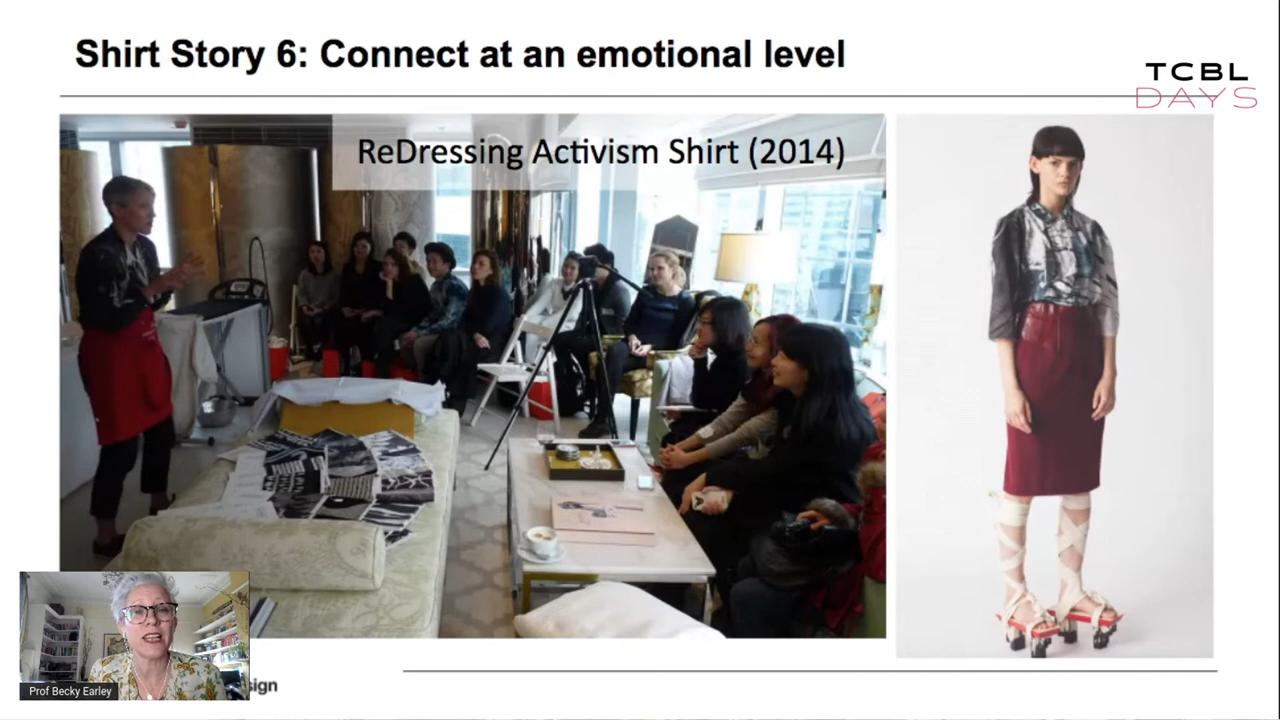 Shirt Story 6: Connect at an emotional level
TCBL
DAYS
ReDressing Activism Shirt (2014)
Prof Becky Earley
sign